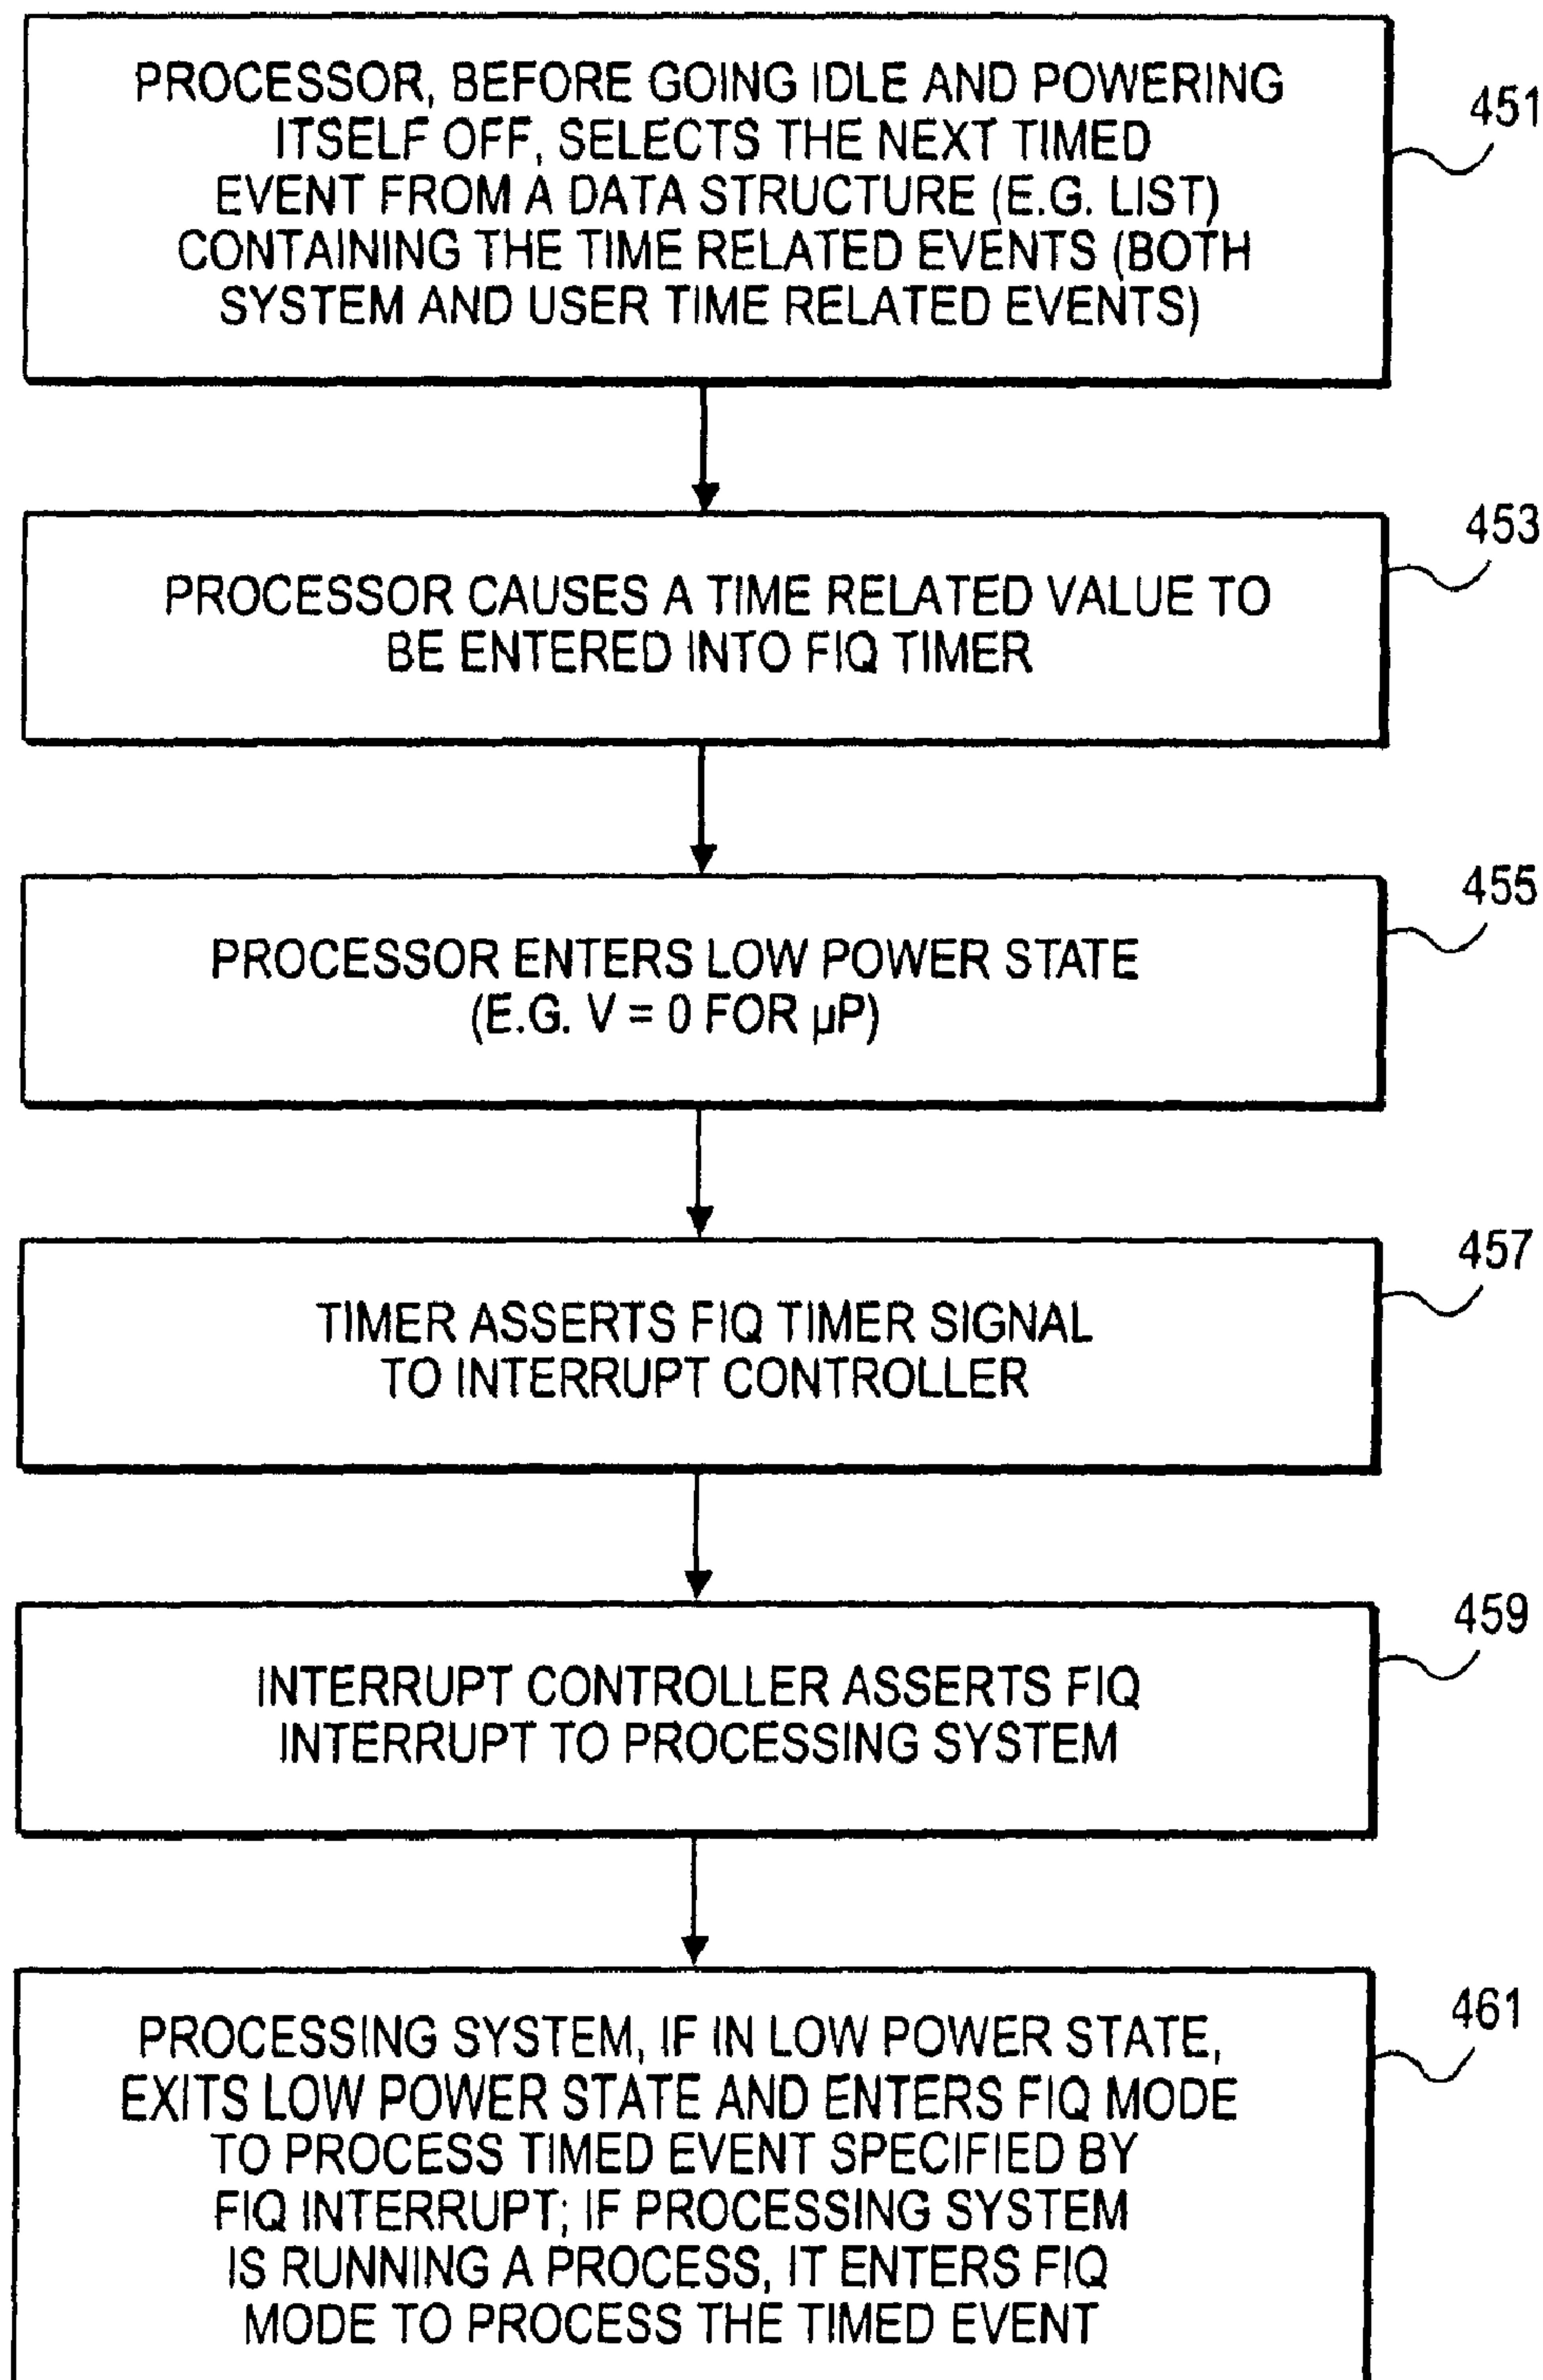 PROCESSOR, BEFORE GOING IDLE AND POWERING
ITSELF OFF, SELECTS THE NEXT TIMED
EVENT FROM A DATA STRUCTURE (E.G. LIST)
CONTAINING THE TIME RELATED EVENTS (BOTH
SYSTEM AND USER TIME RELATED EVENTS)
451
PROCESSOR CAUSES A TIME RELATED VALUE TO
BE ENTERED INTO FIQ TIMER
453
PROCESSOR ENTERS LOW POWER STATE
(E.G. V = 0 FOR µP)
455
TIMER ASSERTS FIQ TIMER SIGNAL
TO INTERRUPT CONTROLLER
457
INTERRUPT CONTROLLER ASSERTS FIQ
INTERRUPT TO PROCESSING SYSTEM
459
PROCESSING SYSTEM, IF IN LOW POWER STATE,
EXITS LOW POWER STATE AND ENTERS FIQ MODE
TO PROCESS TIMED EVENT SPECIFIED BY
FIQ INTERRUPT; IF PROCESSING SYSTEM
IS RUNNING A PROCESS, IT ENTERS FIQ
MODE TO PROCESS THE TIMED EVENT
461